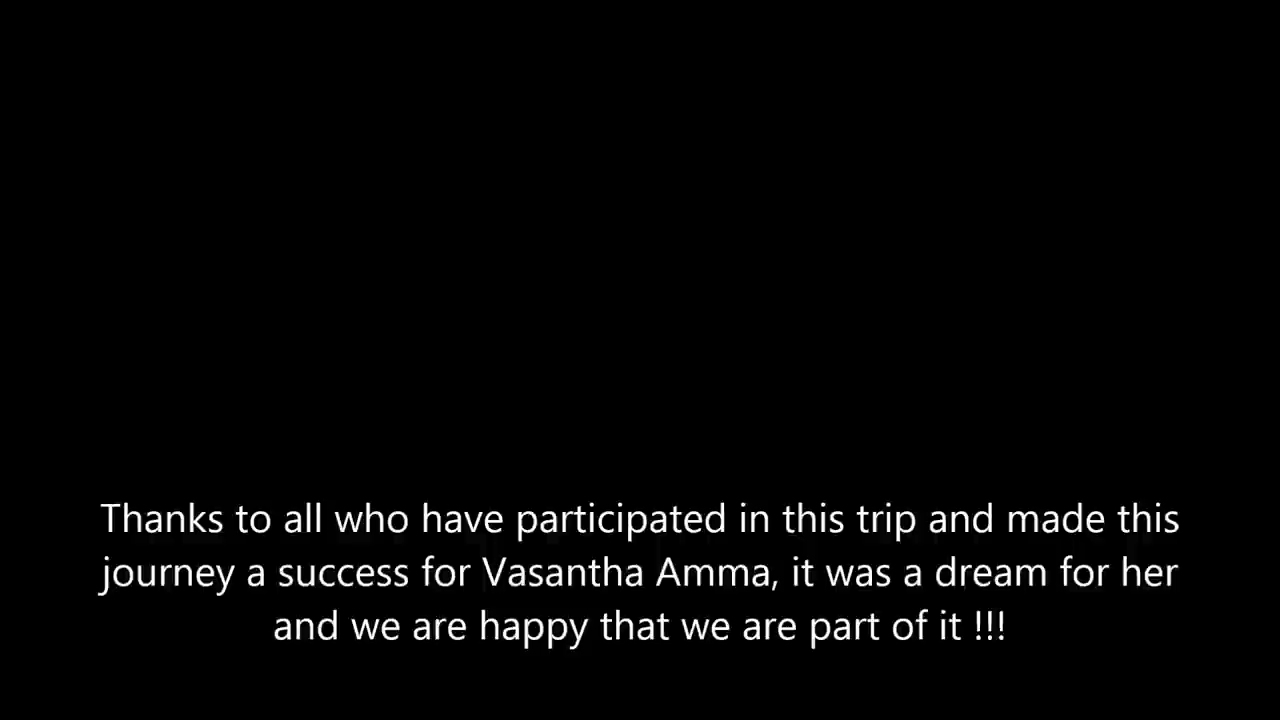 Thanks to all who have participated in this trip and made this
journey a success for Vasantha Amma, it was a dream for her
and we are happy that we are part of it !!!